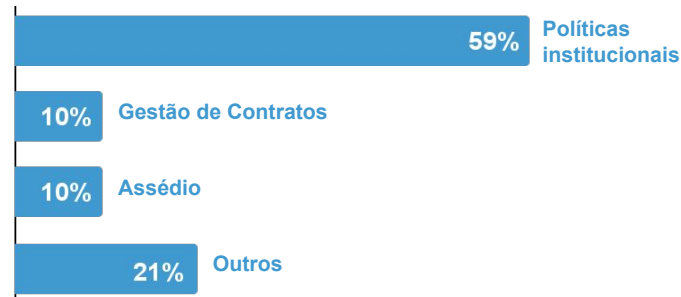 59%
Políticas
institucionais
10%
Gestão de Contratos
10%
Assédio
21%
Outros